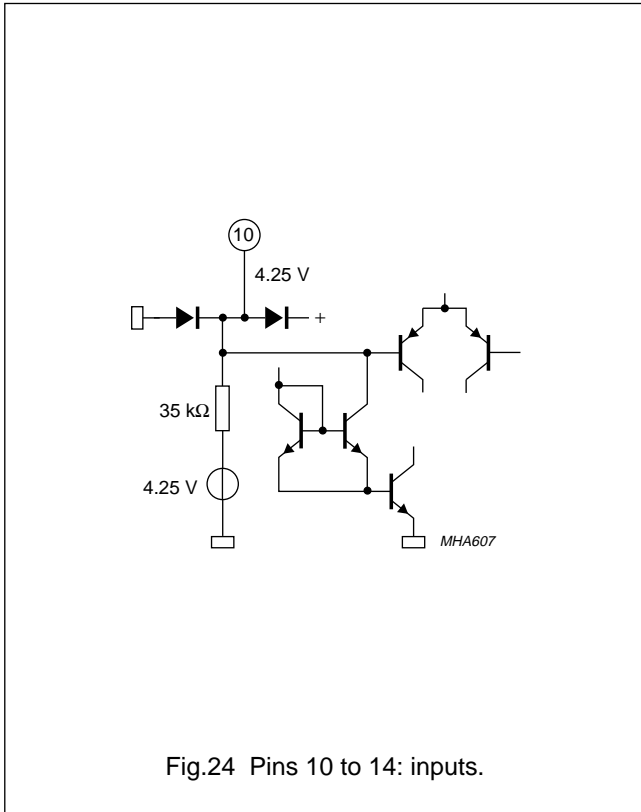 10
4.25 V
+
35 kΩ
4.25 V
MHA607
Fig.24 Pins 10 to 14: inputs.